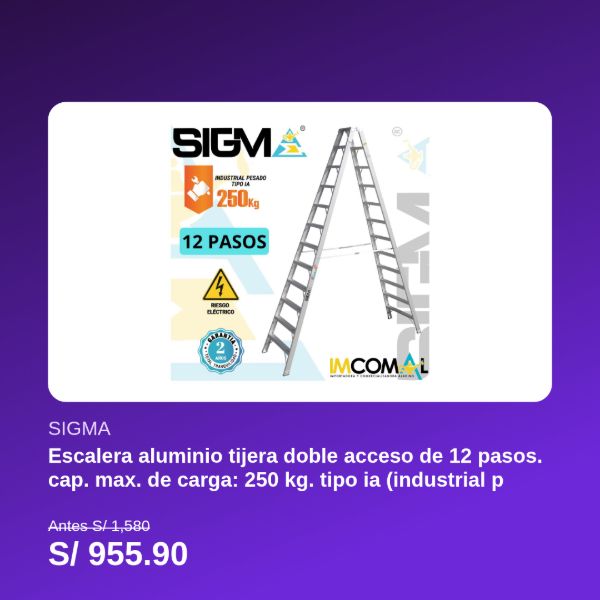 SIGMA
INDUSTRIAL PESADO
TIPO IA
250Kg
12 PASOS
RIESGO
ELÉCTRICO
GARANTÍA
2
AÑOS
IMCOMAL
SIGMA
Escalera aluminio tijera doble acceso de 12 pasos.
cap. max. de carga: 250 kg. tipo ia (industrial p
Antes S/ 1,580
S/ 955.90